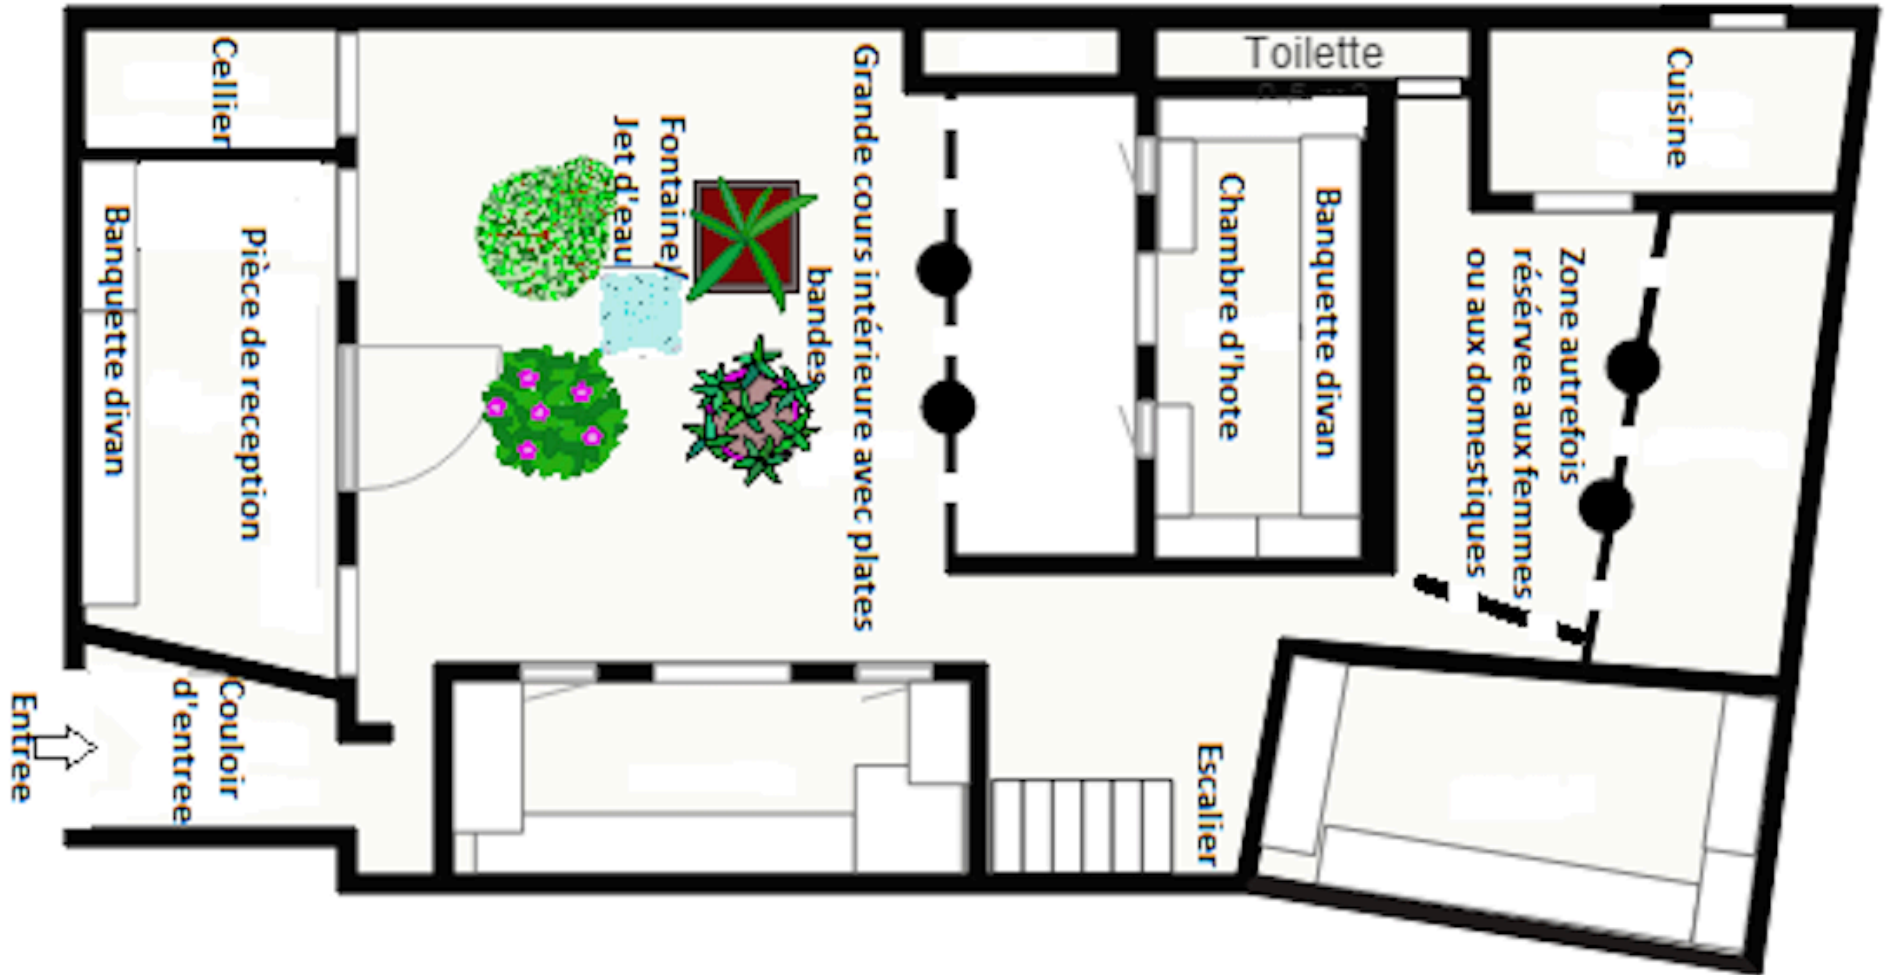 Cellier
Toilette
Cuisine
Fontaine/
Jet d'eau
Grande cours intérieure avec plates
bandes
Banquette divan
Chambre d'hote
Zone autrefois
résérvee aux femmes
ou aux domestiques
Pièce de reception
Banquette divan
Couloir
d'entree
Entree
Escalier